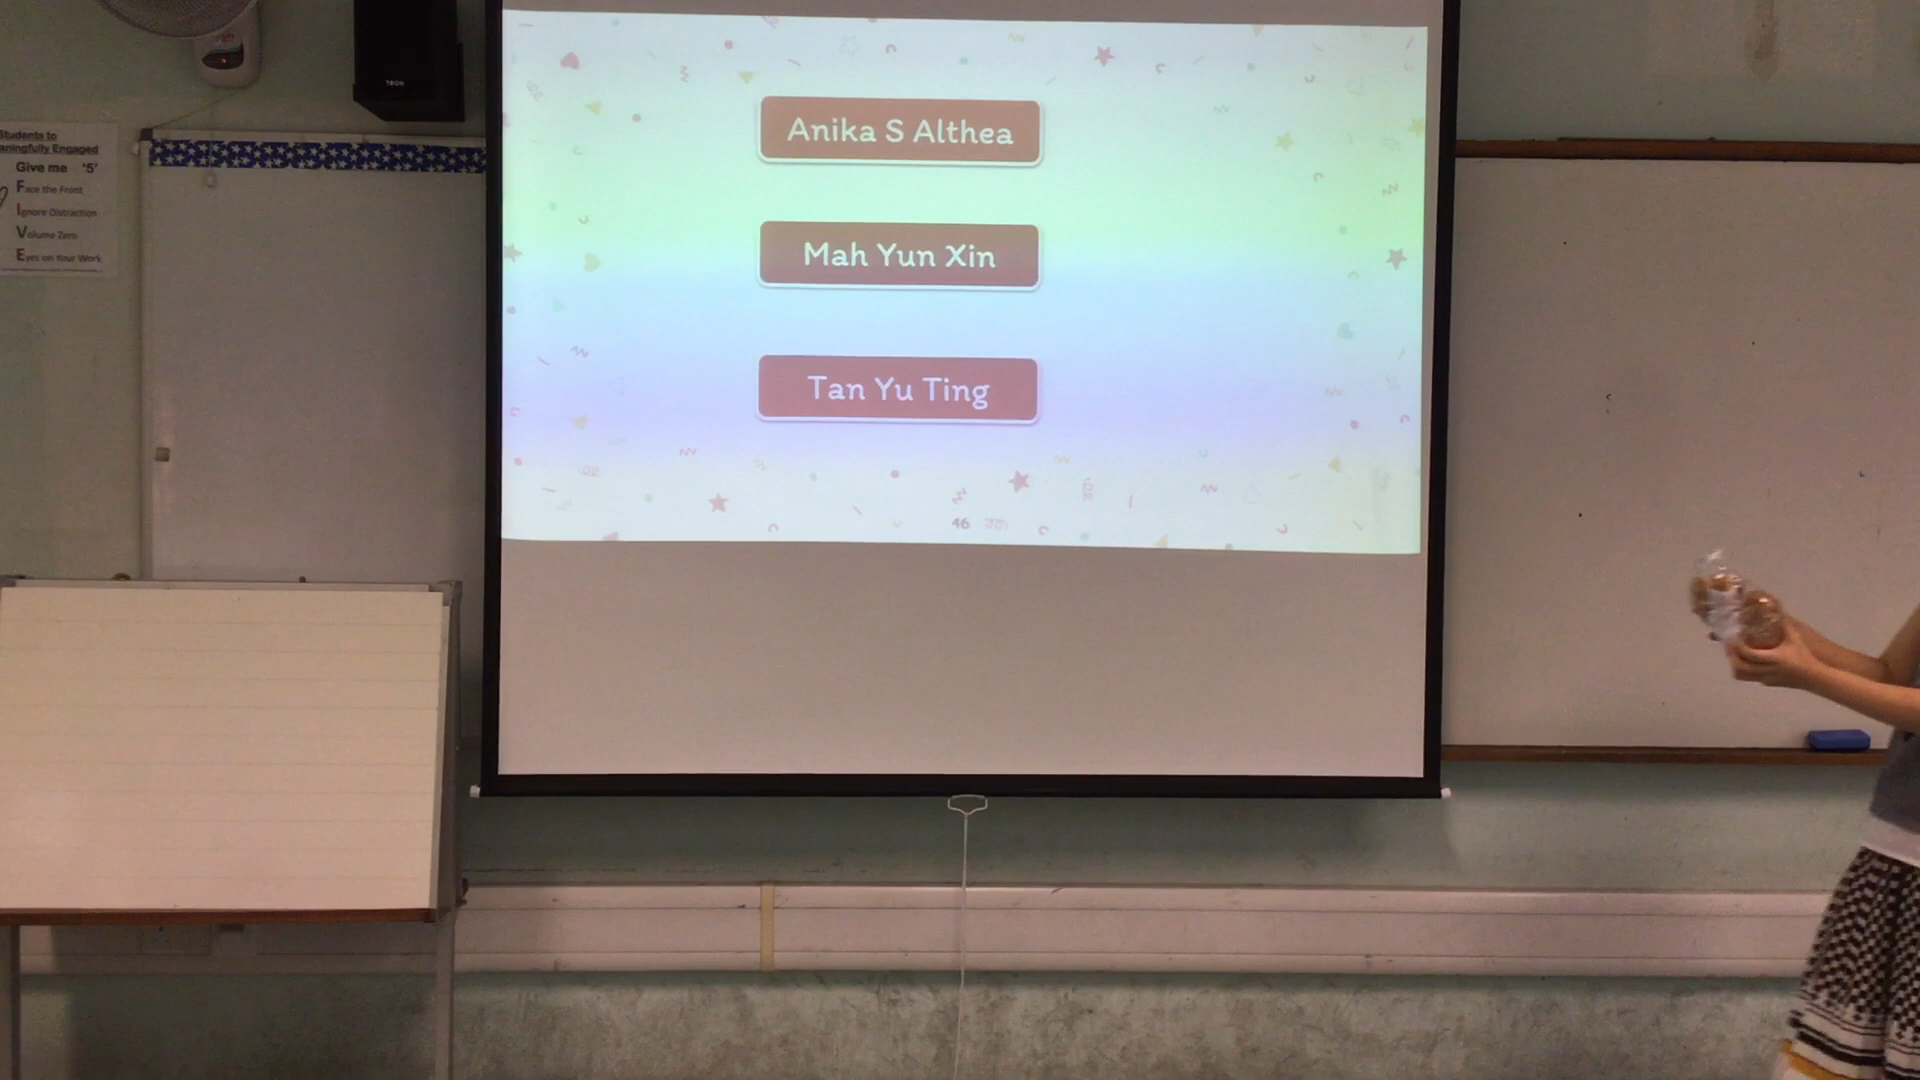 Students to
Give me '5'
Face the Front
Ignore Distraction
Volume Zero
Eyes on Your Work
Anika S Althea
Mah Yun Xin
Tan Yu Ting
46